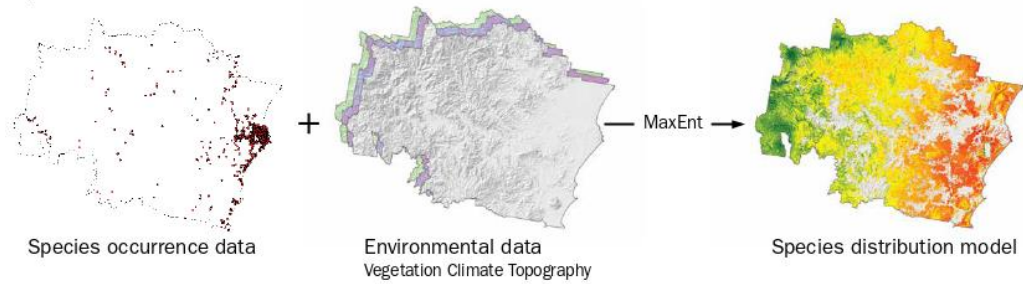 +
MaxEnt
Species occurrence data
Environmental data
Vegetation Climate Topography
Species distribution model